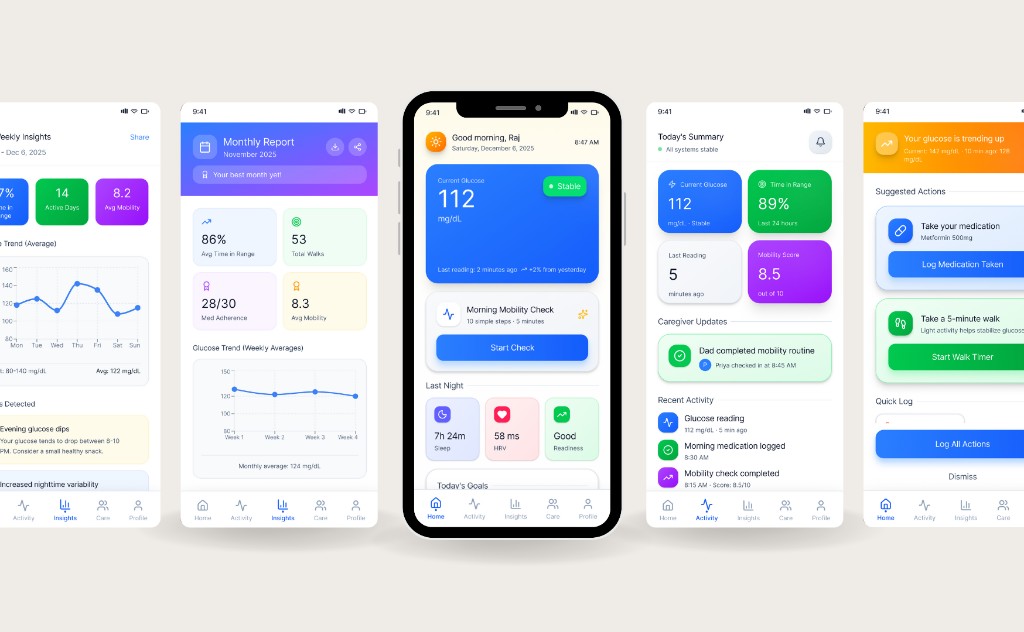 Weekly Insights
Share
- Dec 6, 2025
7%
14
Active Days
8.2
Avg Mobility
Trend (Average)
160
140
120
100
80
Mon Tue Wed Thu Fri Sat Sun
: 80-140 mg/dL
Avg: 122 mg/dL
s Detected
Evening glucose dips
Your glucose tends to drop between 8-10
PM. Consider a small healthy snack.
Increased nighttime variability
Activity Insights Care Profile
9:41
Monthly Report
November 2025
Your best month yet!
86%
Avg Time in Range
53
Total Walks
28/30
Med Adherence
8.3
Avg Mobility
Glucose Trend (Weekly Averages)
150
120
100
80
Week 1 Week 2 Week 3 Week 4
Monthly average: 124 mg/dL
Home Activity Insights Care Profile
9:41
Good morning, Raj
Saturday, December 6, 2025
8:47 AM
Current Glucose
112
mg/dL
Stable
Last reading: 2 minutes ago
+2% from yesterday
Morning Mobility Check
10 simple steps · 5 minutes
Start Check
Last Night
7h 24m
Sleep
58 ms
HRV
Good
Readiness
Today's Goals
Home Activity Insights Care Profile
9:41
Today's Summary
All systems stable
Current Glucose
112
mg/dL · Stable
Time in Range
89%
Last 24 hours
Last Reading
5
minutes ago
Mobility Score
8.5
out of 10
Caregiver Updates
Dad completed mobility routine
P
Priya checked in at 8:45 AM
Recent Activity
Glucose reading
112 mg/dL · 5 min ago
Morning medication logged
8:30 AM
Mobility check completed
8:15 AM · Score: 8.5/10
Home Activity Insights Care Profile
9:41
Your glucose is trending up
Current: 142 mg/dL · 10 min ago: 128
mg/dL
Suggested Actions
Take your medication
Metformin 500mg
Log Medication Taken
Take a 5-minute walk
Light activity helps stabilize glucose
Start Walk Timer
Quick Log
Log All Actions
Dismiss
Home Activity Insights Care